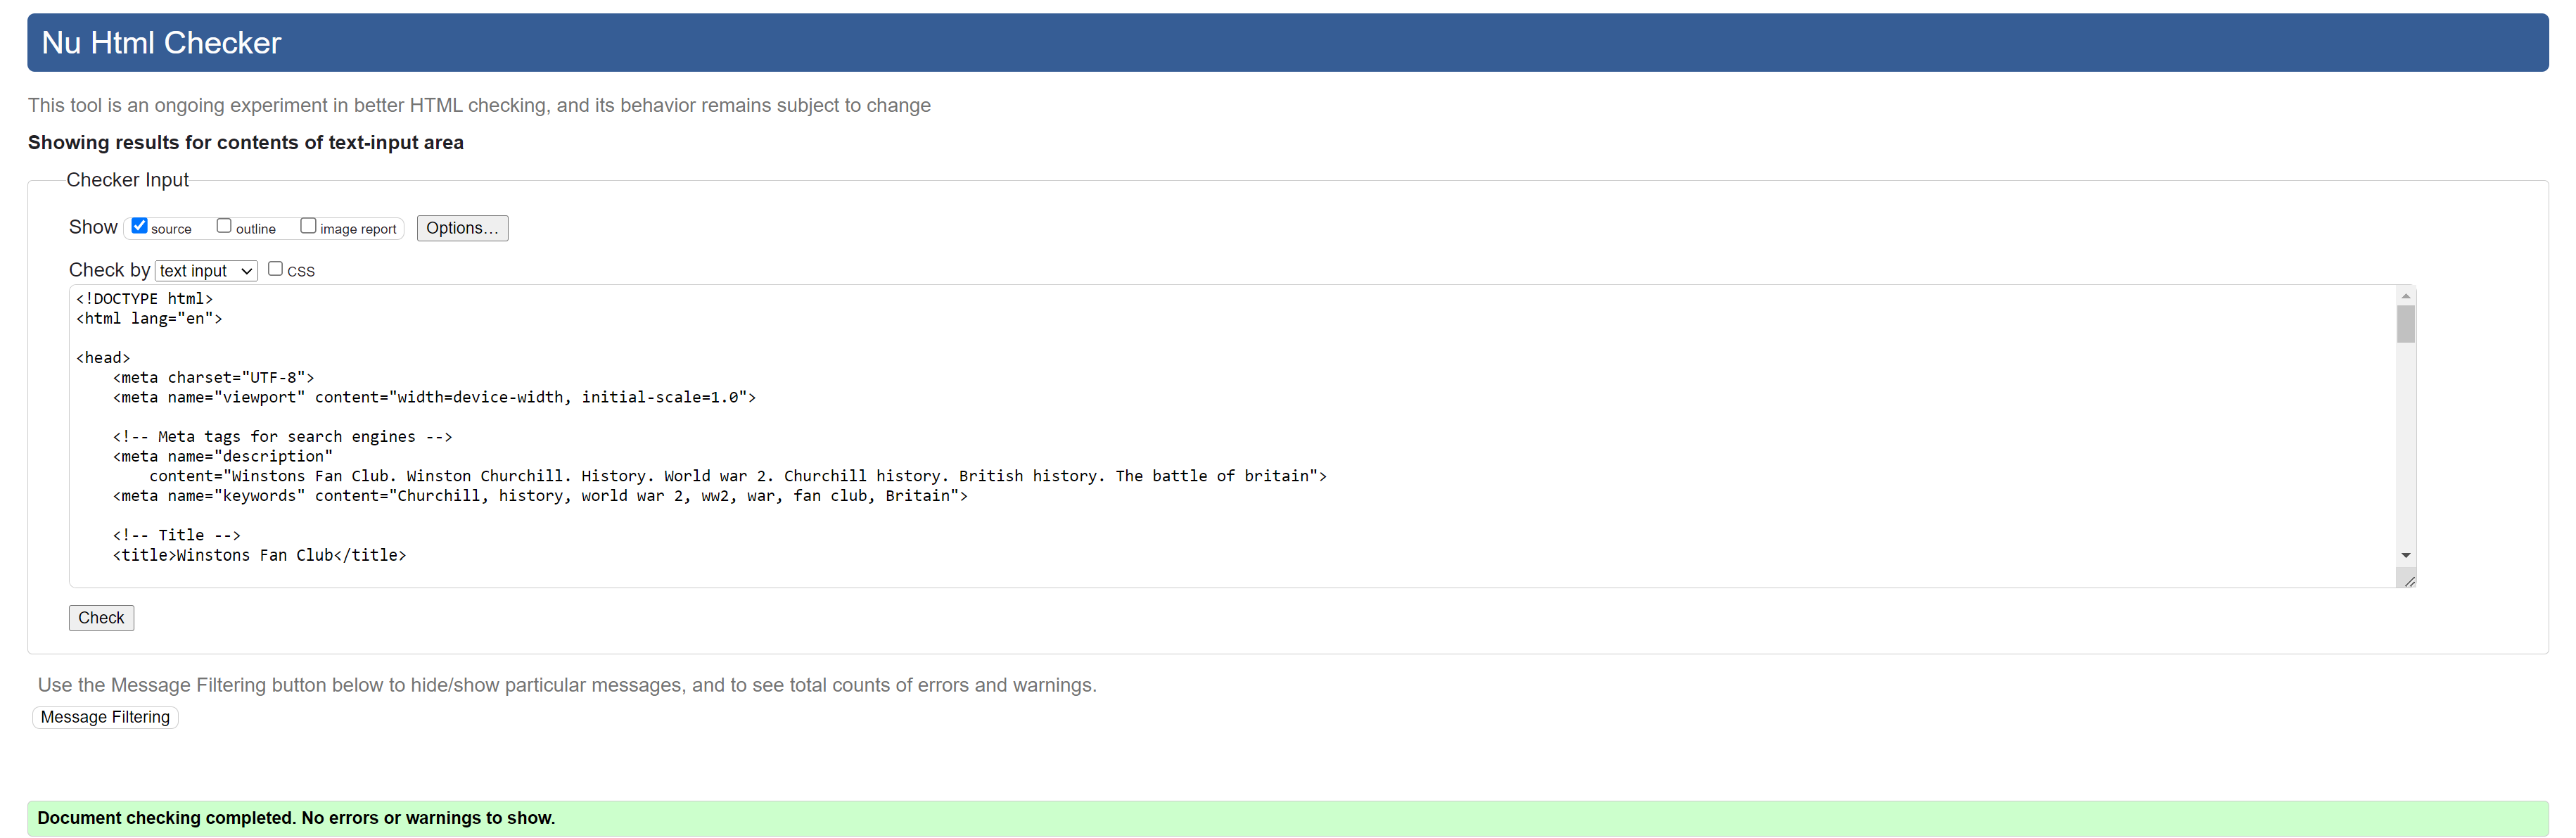 Nu Html Checker
This tool is an ongoing experiment in better HTML checking, and its behavior remains subject to change
Showing results for contents of text-input area
Checker Input
Show source outline image report Options...
Check by text input CSS
<!DOCTYPE html>
<html lang="en">
<head>
<meta charset="UTF-8">
<meta name="viewport" content="width=device-width, initial-scale=1.0">
<!-- Meta tags for search engines -->
<meta name="description"
content="Winstons Fan Club. Winston Churchill. History. World war 2. Churchill history. British history. The battle of britain">
<meta name="keywords" content="Churchill, history, world war 2, ww2, war, fan club, Britain">
<!-- Title -->
<title>Winstons Fan Club</title>
Check
Use the Message Filtering button below to hide/show particular messages, and to see total counts of errors and warnings.
Message Filtering
Document checking completed. No errors or warnings to show.